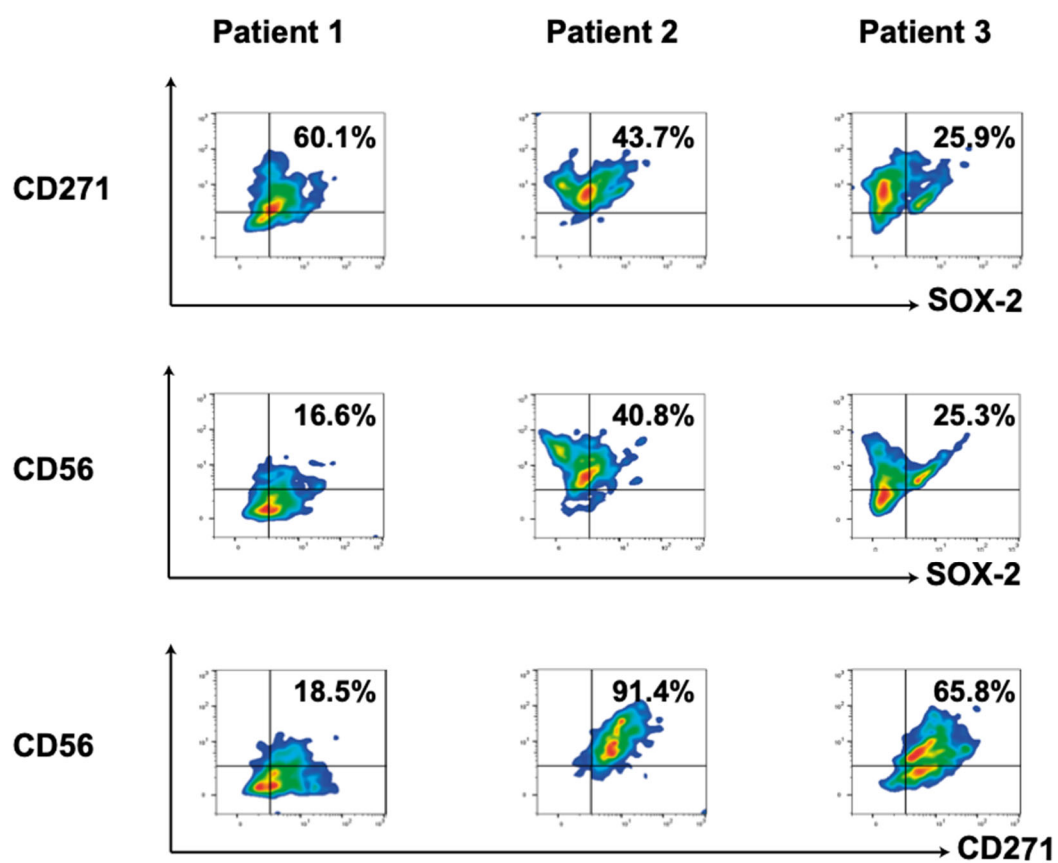 Patient 1 Patient 2 Patient 3
60.1% 43.7% 25,9%
CD271
SOX-2
16.6% 40.8% 25.3%
CD56
SOX-2
18.5% 91.4% 65.8%
CD56
CD271